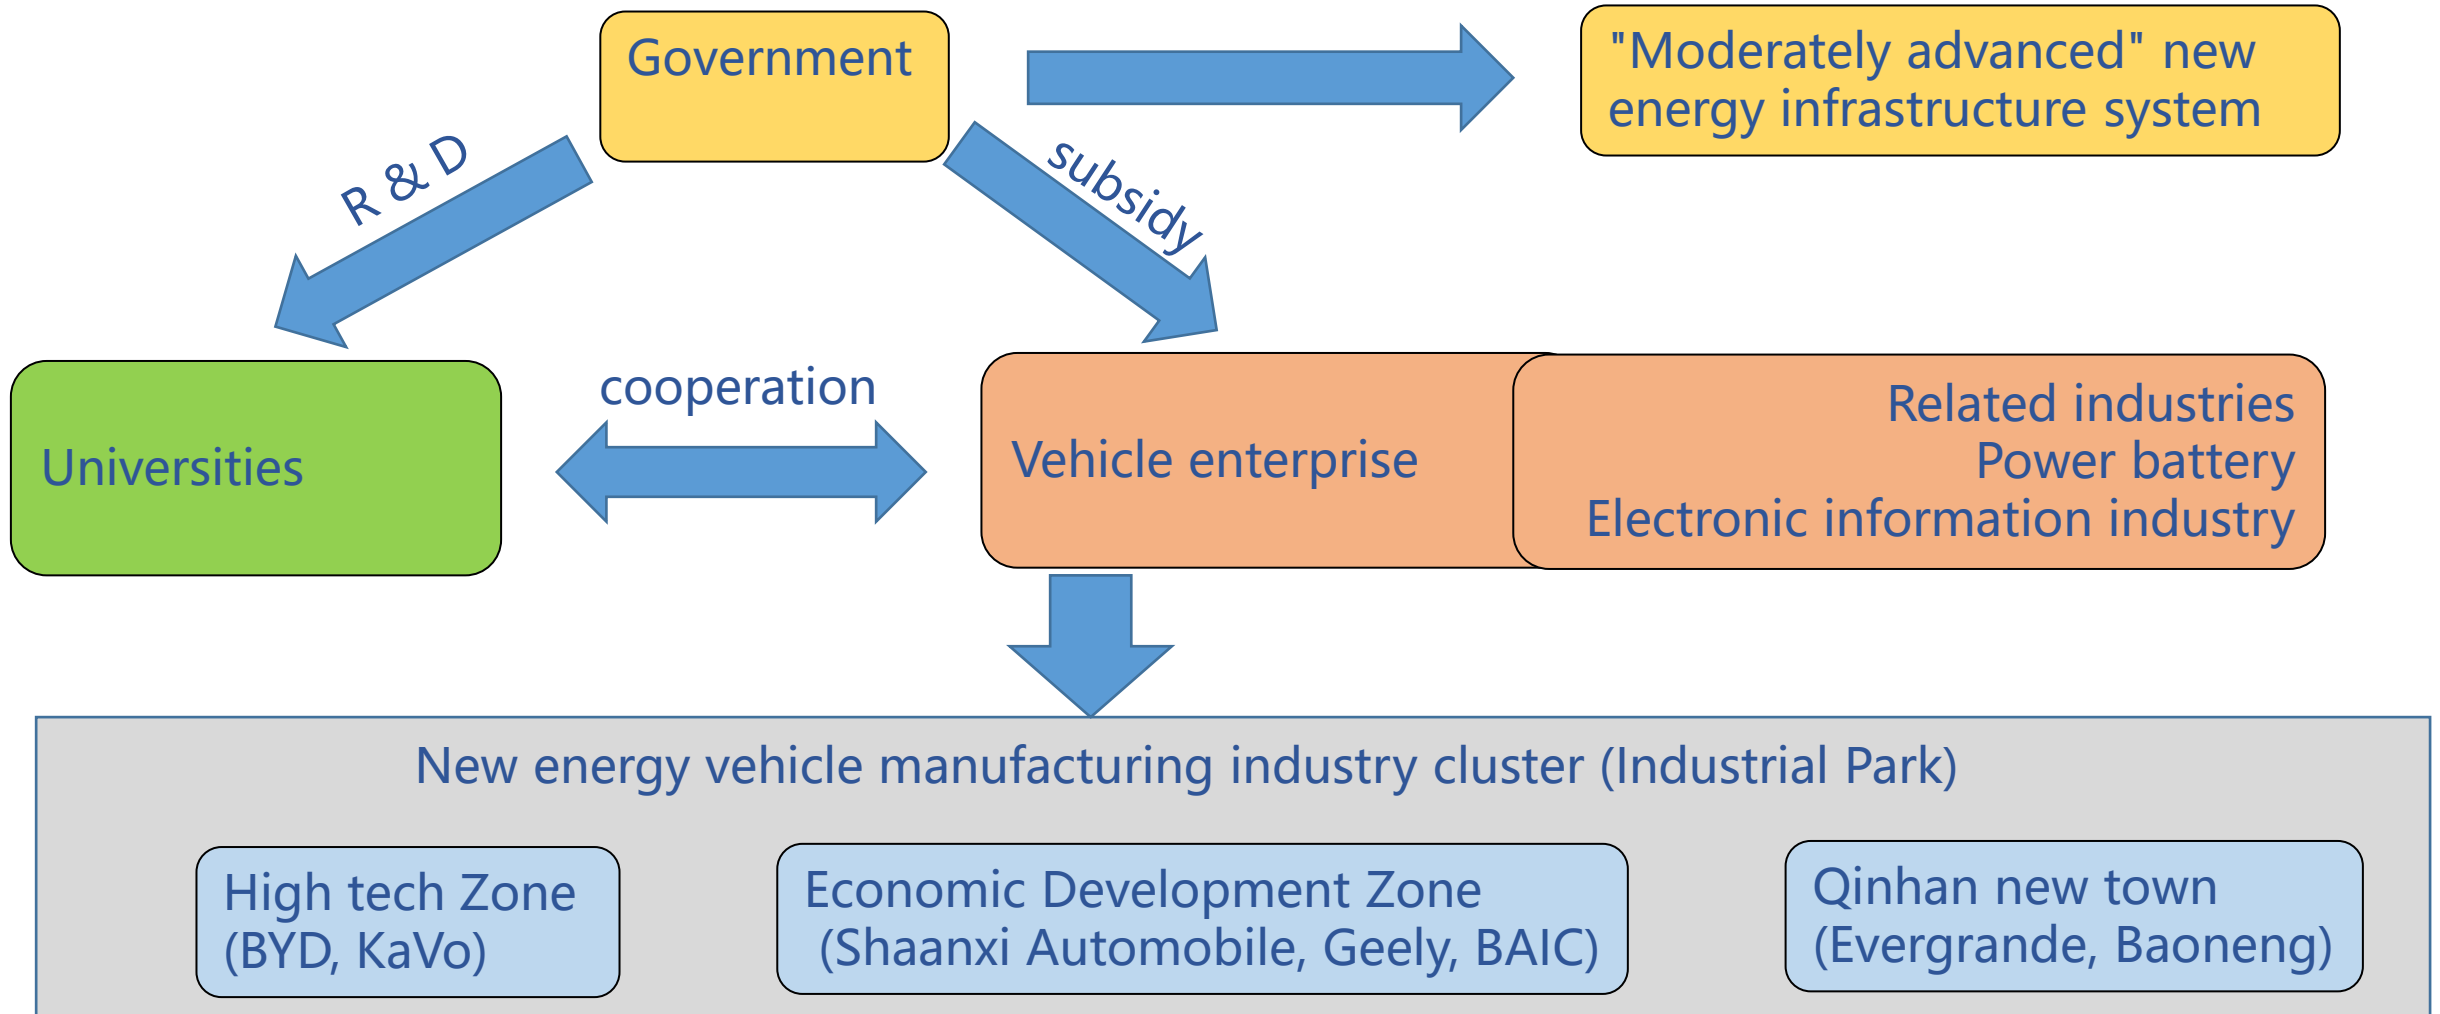 Government
"Moderately advanced" new
energy infrastructure system
R & D
subsidy
Universities
cooperation
Vehicle enterprise
Related industries
Power battery
Electronic information industry
New energy vehicle manufacturing industry cluster (Industrial Park)
High tech Zone
(BYD, KaVo)
Economic Development Zone
(Shaanxi Automobile, Geely, BAIC)
Qinhan new town
(Evergrande, Baoneng)